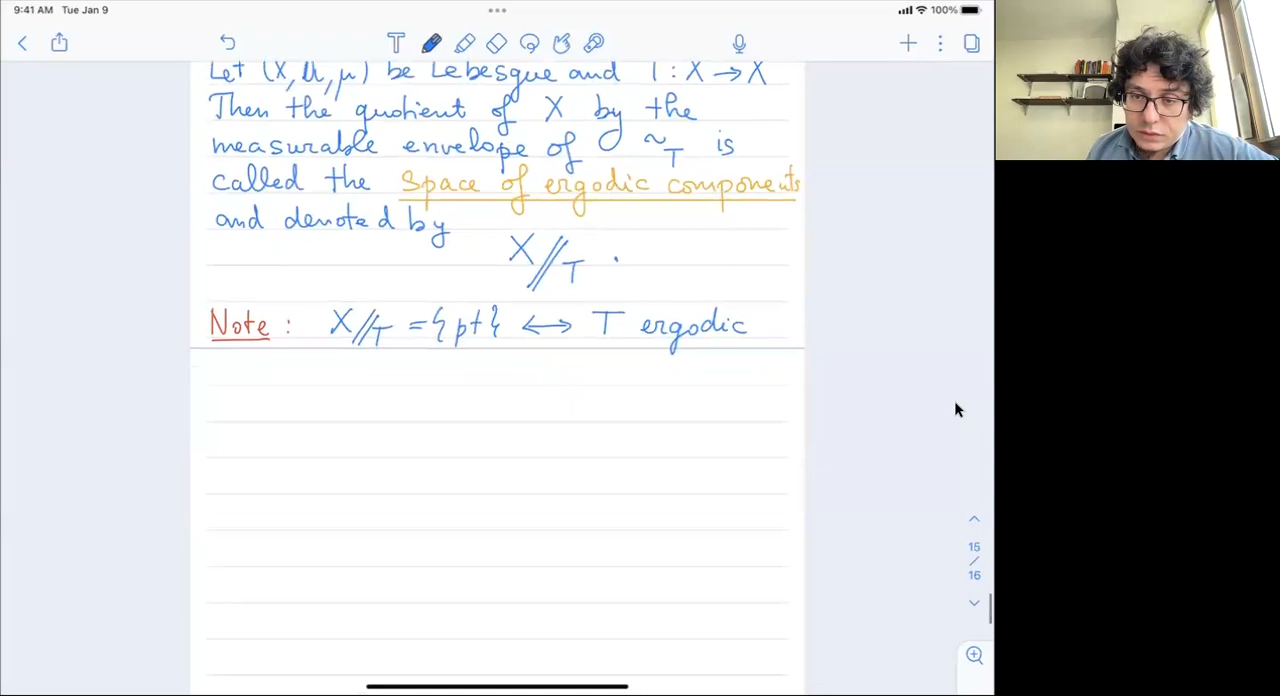 9:41 AM Tue Jan 9
100%
Let (X, 𝔘, μ) be Lebesgue and T : X → X
Then the quotient of X by the
measurable envelope of ~_T is
called the space of ergodic components
and denoted by
X//T .
Note : X//T = {pt} ↔ T ergodic
15
/
16